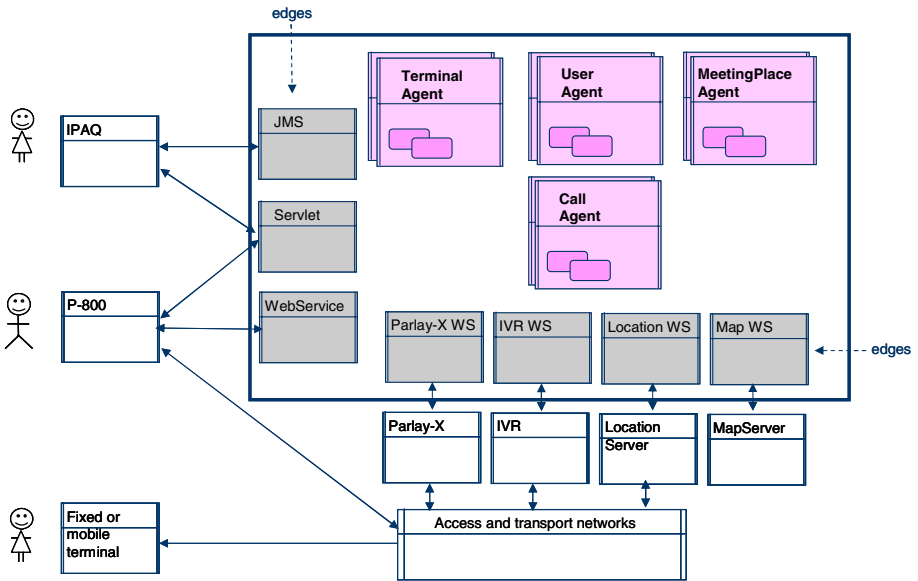 edges
Terminal
Agent
User
Agent
MeetingPlace
Agent
JMS
IPAQ
Servlet
Call
Agent
P-800
WebService
Parlay-X WS
IVR WS
Location WS
Map WS
edges
Parlay-X
IVR
Location
Server
MapServer
Fixed or
mobile
terminal
Access and transport networks